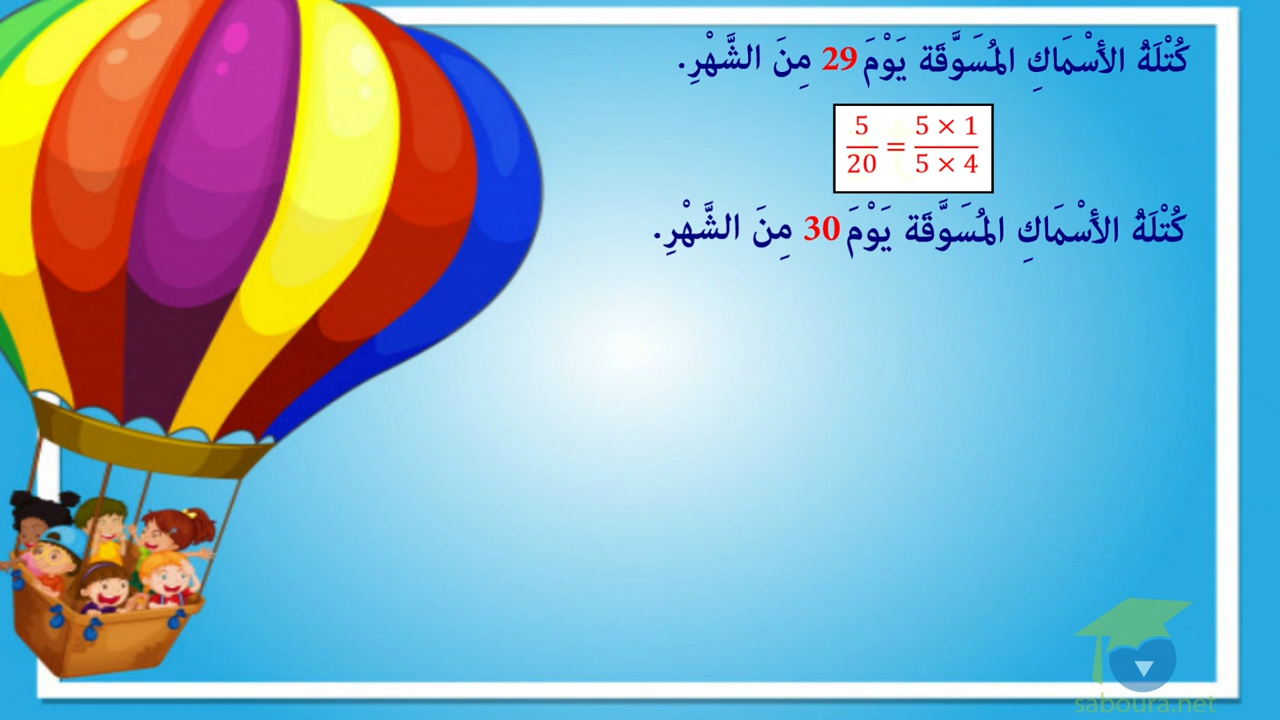 كُتْلَةُ الأَسْمَاكِ المُسَوَّقَة يَوْمَ 29 مِنَ الشَّهْرِ.
5/20 = (5 × 1)/(5 × 4)
كُتْلَةُ الأَسْمَاكِ المُسَوَّقَة يَوْمَ 30 مِنَ الشَّهْرِ.
saboura.net